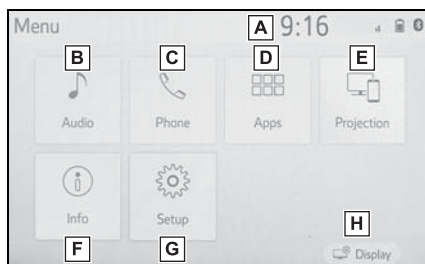 Menu A 9:16
B C D E
Audio Phone Apps Projection
Info Setup H
F G Display